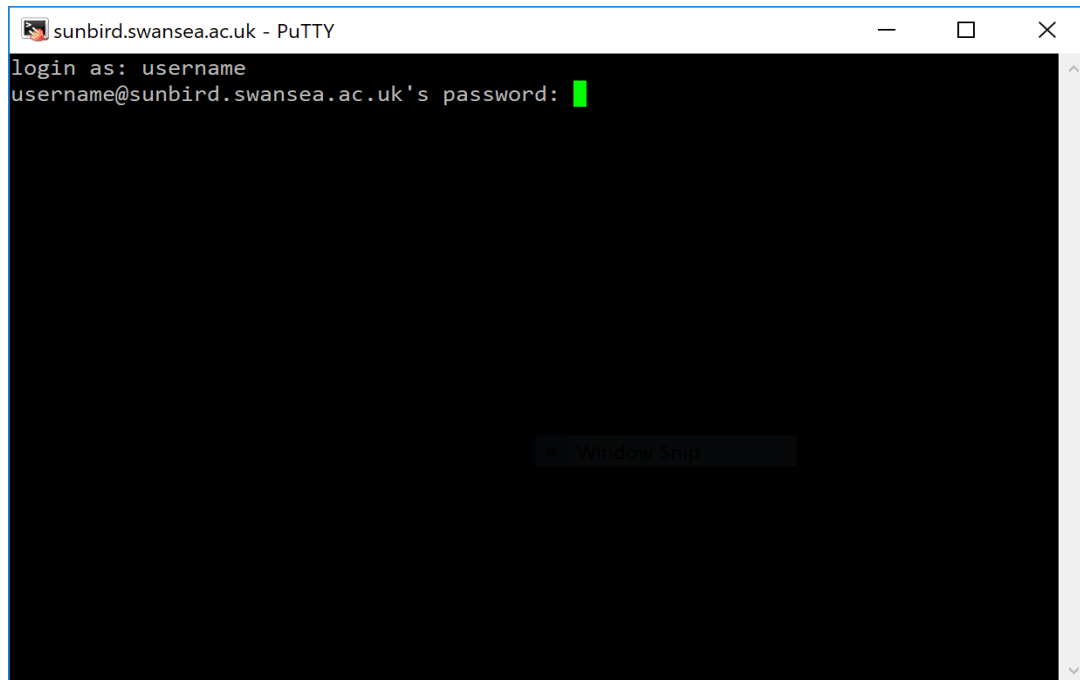 sunbird.swansea.ac.uk - PuTTY
login as: username
username@sunbird.swansea.ac.uk's password:
Window Snip